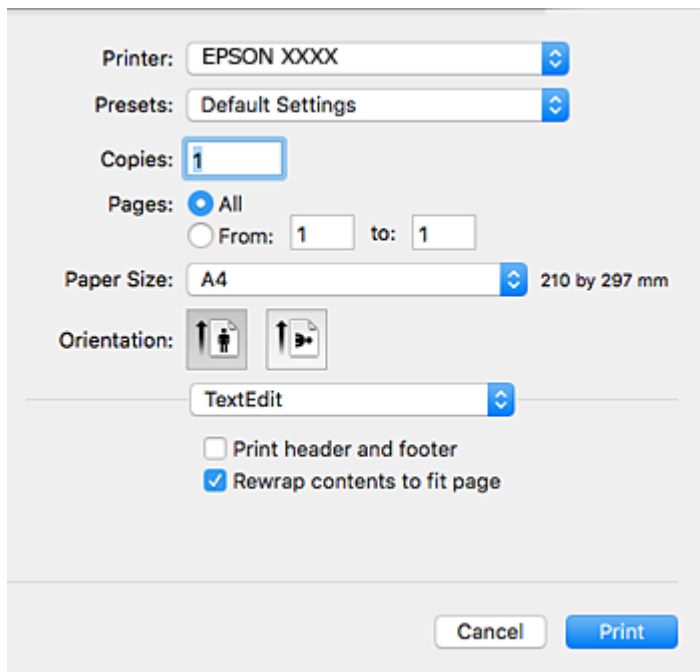 Printer: EPSON XXXX
Presets: Default Settings
Copies: 1
Pages: All
From: 1 to: 1
Paper Size: A4 210 by 297 mm
Orientation:
TextEdit
Print header and footer
Rewrap contents to fit page
Cancel Print